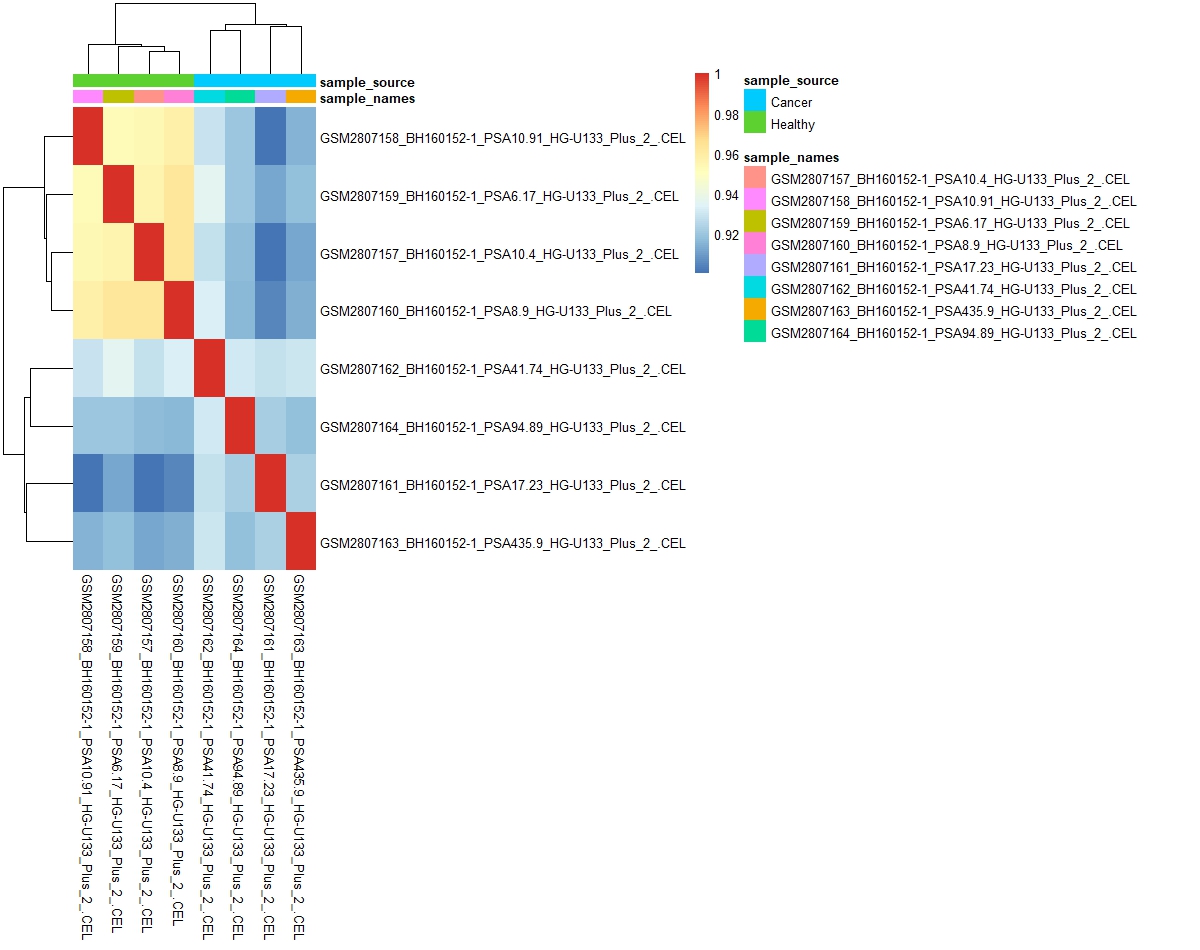 sample_source
sample_names
GSM2807158_BH160152-1_PSA10.91_HG-U133_Plus_2_.CEL
GSM2807159_BH160152-1_PSA6.17_HG-U133_Plus_2_.CEL
GSM2807157_BH160152-1_PSA10.4_HG-U133_Plus_2_.CEL
GSM2807160_BH160152-1_PSA8.9_HG-U133_Plus_2_.CEL
GSM2807162_BH160152-1_PSA41.74_HG-U133_Plus_2_.CEL
GSM2807164_BH160152-1_PSA94.89_HG-U133_Plus_2_.CEL
GSM2807161_BH160152-1_PSA17.23_HG-U133_Plus_2_.CEL
GSM2807163_BH160152-1_PSA435.9_HG-U133_Plus_2_.CEL
GSM2807158_BH160152-1_PSA10.91_HG-U133_Plus_2_.CEL
GSM2807159_BH160152-1_PSA6.17_HG-U133_Plus_2_.CEL
GSM2807157_BH160152-1_PSA10.4_HG-U133_Plus_2_.CEL
GSM2807160_BH160152-1_PSA8.9_HG-U133_Plus_2_.CEL
GSM2807162_BH160152-1_PSA41.74_HG-U133_Plus_2_.CEL
GSM2807164_BH160152-1_PSA94.89_HG-U133_Plus_2_.CEL
GSM2807161_BH160152-1_PSA17.23_HG-U133_Plus_2_.CEL
GSM2807163_BH160152-1_PSA435.9_HG-U133_Plus_2_.CEL
1
0.98
0.96
0.94
0.92
sample_source
Cancer
Healthy
sample_names
GSM2807157_BH160152-1_PSA10.4_HG-U133_Plus_2_.CEL
GSM2807158_BH160152-1_PSA10.91_HG-U133_Plus_2_.CEL
GSM2807159_BH160152-1_PSA6.17_HG-U133_Plus_2_.CEL
GSM2807160_BH160152-1_PSA8.9_HG-U133_Plus_2_.CEL
GSM2807161_BH160152-1_PSA17.23_HG-U133_Plus_2_.CEL
GSM2807162_BH160152-1_PSA41.74_HG-U133_Plus_2_.CEL
GSM2807163_BH160152-1_PSA435.9_HG-U133_Plus_2_.CEL
GSM2807164_BH160152-1_PSA94.89_HG-U133_Plus_2_.CEL